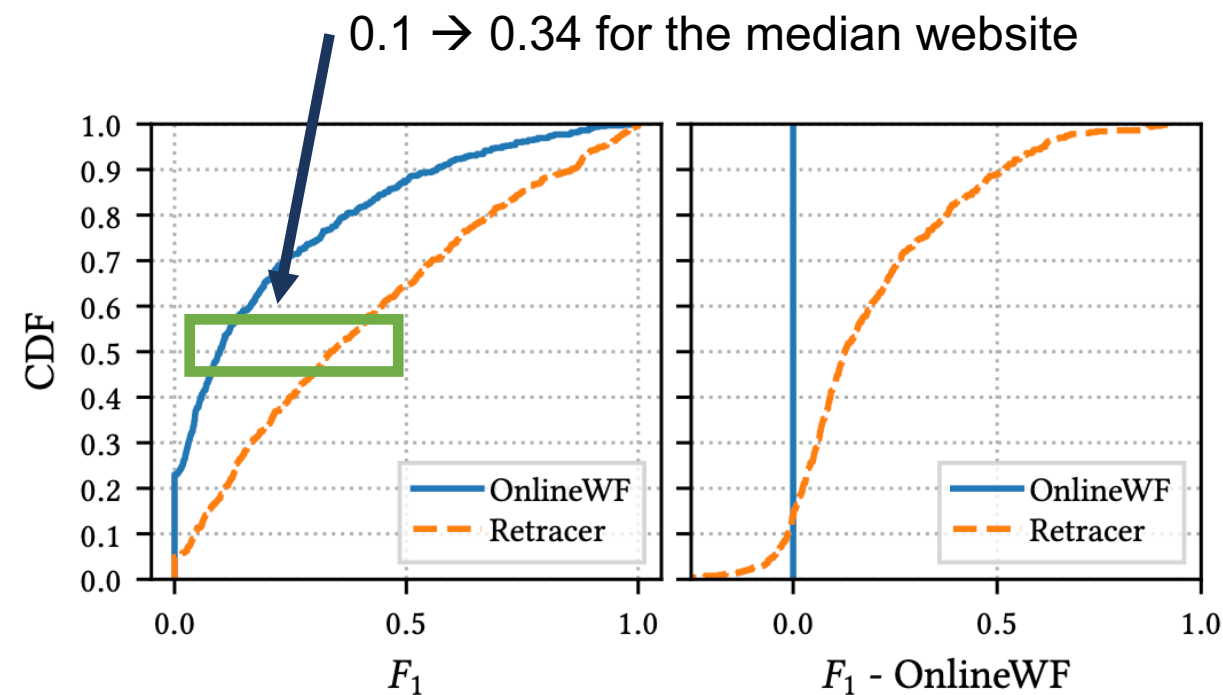 0.1 → 0.34 for the median website
CDF
1.0
0.9
0.8
0.7
0.6
0.5
0.4
0.3
0.2
0.1
0.0
OnlineWF
Retracer
0.0 0.5 1.0
F₁
OnlineWF
Retracer
0.0 0.5 1.0
F₁ - OnlineWF